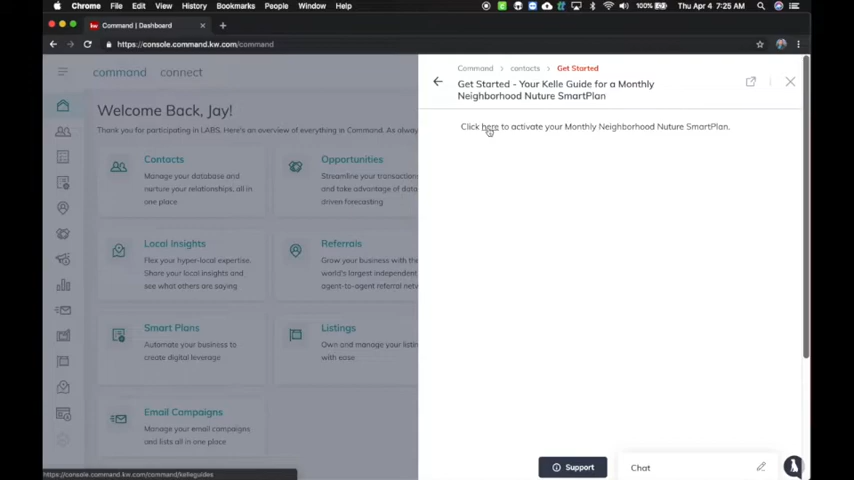 Chrome File Edit View History Bookmarks People Window Help 100% Thu Apr 4 7:25 AM
Command | Dashboard
https://console.command.kw.com/command
command connect
Welcome Back, Jay!
Thank you for participating in LABS. Here's an overview of everything in Command. As alway
Contacts
Manage your database and
nurture your relationships, all in
one place
Opportunities
Streamline your transaction
and take advantage of data
driven forecasting
Local Insights
Flex your hyper-local expertise.
Share your local insights and
see what others are saying
Referrals
Grow your business with
world's largest independen
agent-to-agent referral netw
Smart Plans
Automate your business to
create digital leverage
Listings
Own and manage your listin
with ease
Email Campaigns
Manage your email campaigns
and lists all in one place
https://console.command.kw.com/command/kelleguides
Command > contacts > Get Started
Get Started - Your Kelle Guide for a Monthly
Neighborhood Nuture SmartPlan
Click here to activate your Monthly Neighborhood Nuture SmartPlan.
Support
Chat